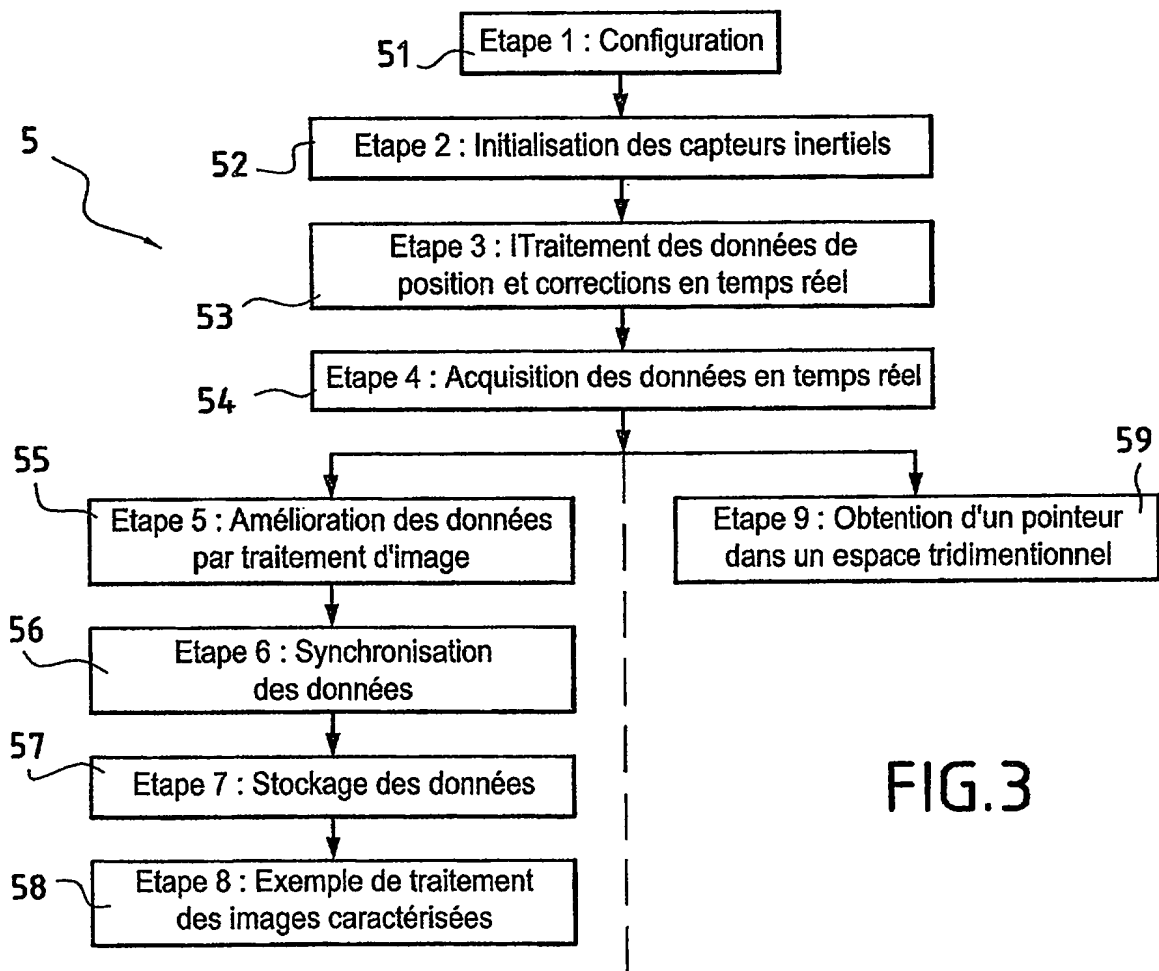 51
Etape 1 : Configuration
5
52
Etape 2 : Initialisation des capteurs inertiels
53
Etape 3 : lTraitement des données de
position et corrections en temps réel
54
Etape 4 : Acquisition des données en temps réel
55
Etape 5 : Amélioration des données
par traitement d'image
59
Etape 9 : Obtention d'un pointeur
dans un espace tridimentionnel
56
Etape 6 : Synchronisation
des données
57
Etape 7 : Stockage des données
58
Etape 8 : Exemple de traitement
des images caractérisées
FIG.3